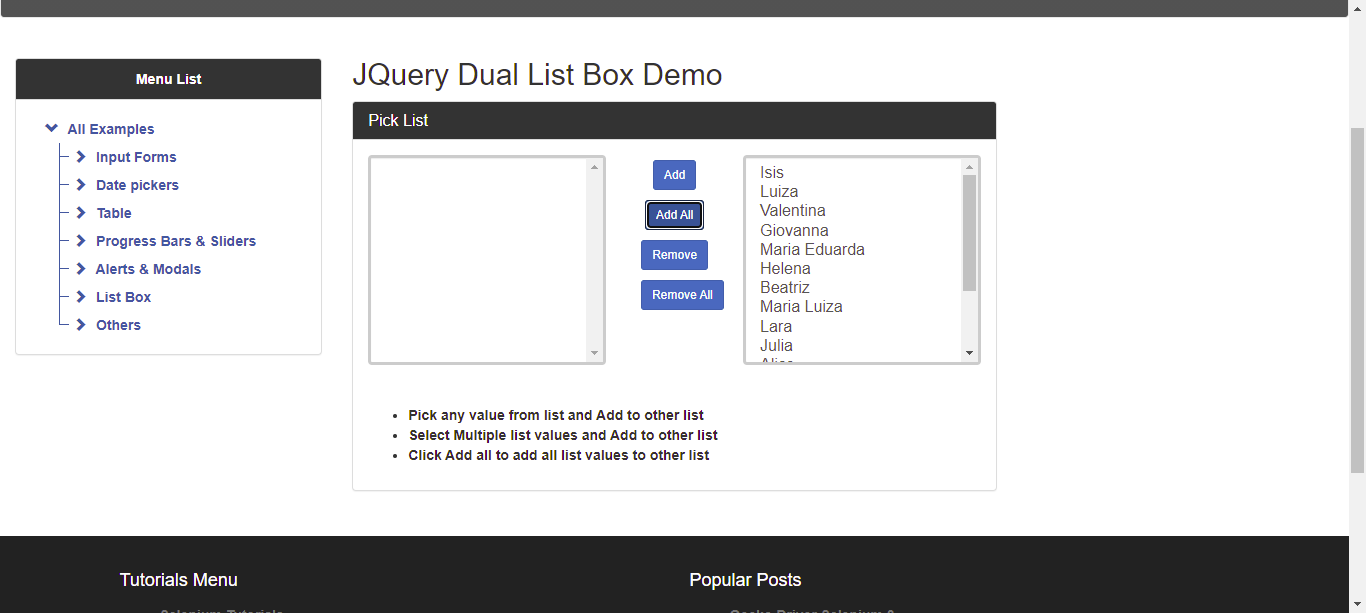 Menu List
All Examples
Input Forms
Date pickers
Table
Progress Bars & Sliders
Alerts & Modals
List Box
Others
JQuery Dual List Box Demo
Pick List
Add
Add All
Remove
Remove All
Isis
Luiza
Valentina
Giovanna
Maria Eduarda
Helena
Beatriz
Maria Luiza
Lara
Julia
Pick any value from list and Add to other list
Select Multiple list values and Add to other list
Click Add all to add all list values to other list
Tutorials Menu
Selenium Tutorials
Popular Posts